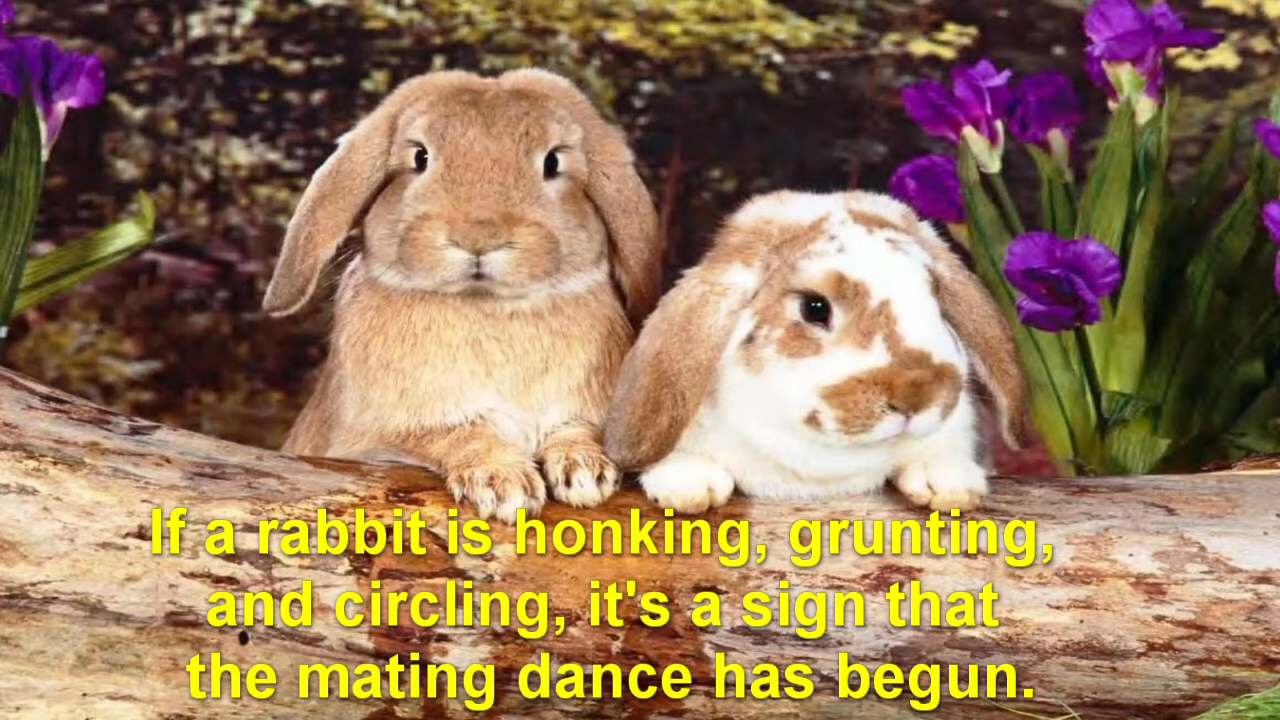 If a rabbit is honking, grunting,
and circling, it's a sign that
the mating dance has begun.